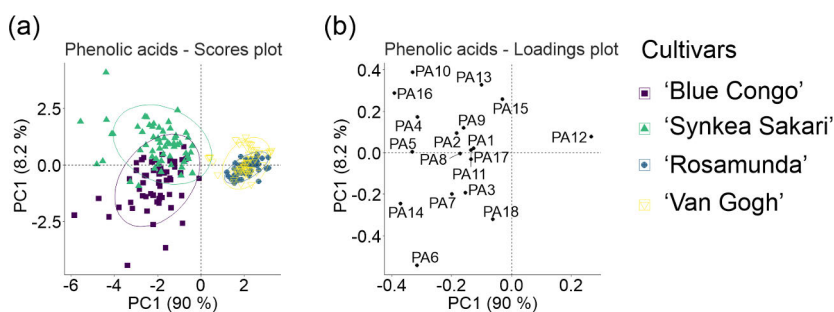 (a)
Phenolic acids - Scores plot
PC1 (8.2 %)
2.5
0.0
-2.5
-6
-4
-2
0
2
PC1 (90 %)
(b)
Phenolic acids - Loadings plot
PC1 (8.2 %)
0.4
0.2
0.0
-0.2
-0.4
PA10
PA13
PA16
PA15
PA4
PA9
PA12
PA2
PA1
PA5
PA8
PA17
PA11
PA3
PA7
PA14
PA18
PA6
-0.4
-0.2
0.0
0.2
PC1 (90 %)
Cultivars
‘Blue Congo’
‘Synkea Sakari’
‘Rosamunda’
‘Van Gogh’